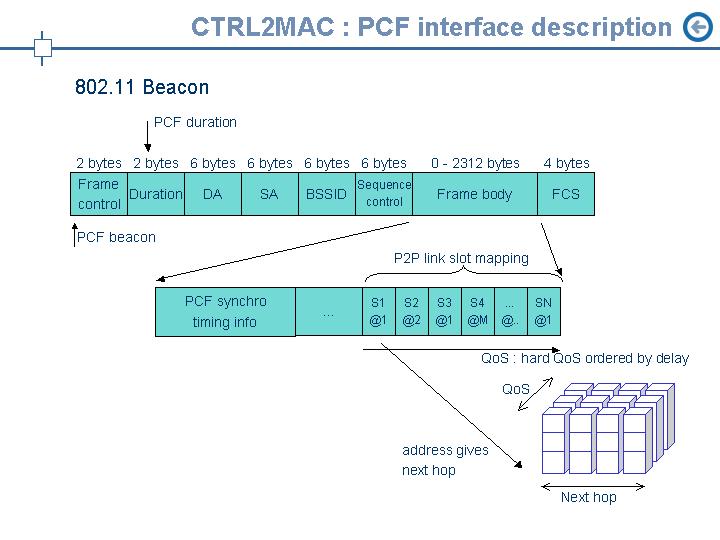 CTRL2MAC : PCF interface description
802.11 Beacon
PCF duration
2 bytes 2 bytes 6 bytes 6 bytes 6 bytes 6 bytes 0 - 2312 bytes 4 bytes
Frame control Duration DA SA BSSID Sequence control Frame body FCS
PCF beacon
P2P link slot mapping
PCF synchro timing info ... S1 @1 S2 @2 S3 @1 S4 @M ... @.. SN @1
QoS : hard QoS ordered by delay
QoS
address gives
next hop
Next hop